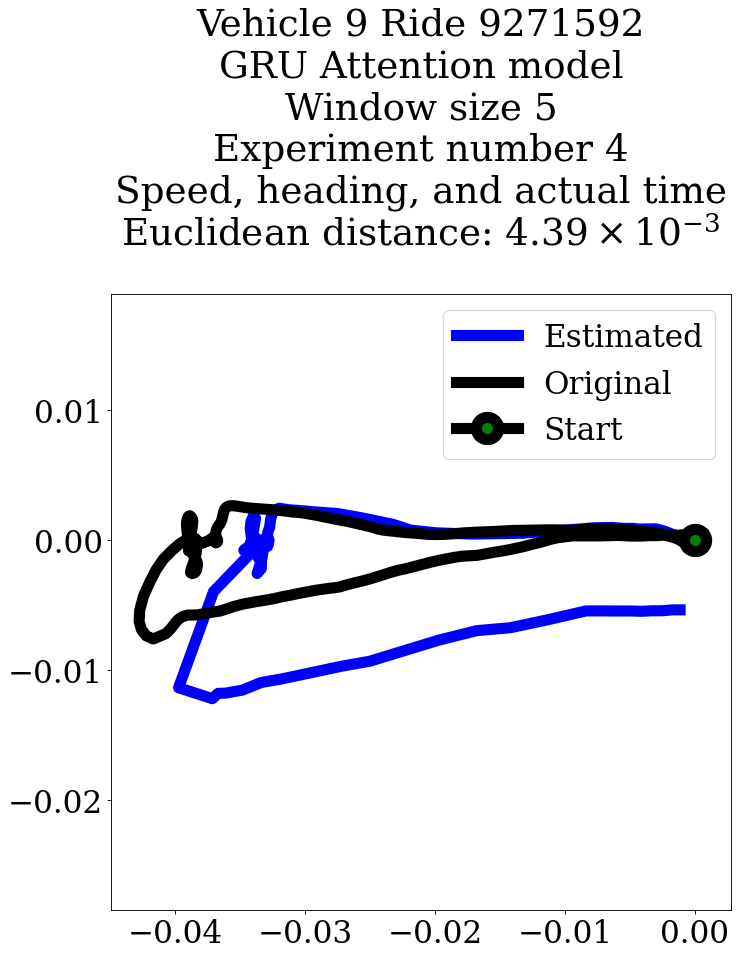 Vehicle 9 Ride 9271592
GRU Attention model
Window size 5
Experiment number 4
Speed, heading, and actual time
Euclidean distance: 4.39 × 10⁻³
Estimated
Original
Start
0.01
0.00
−0.01
−0.02
−0.04 −0.03 −0.02 −0.01 0.00